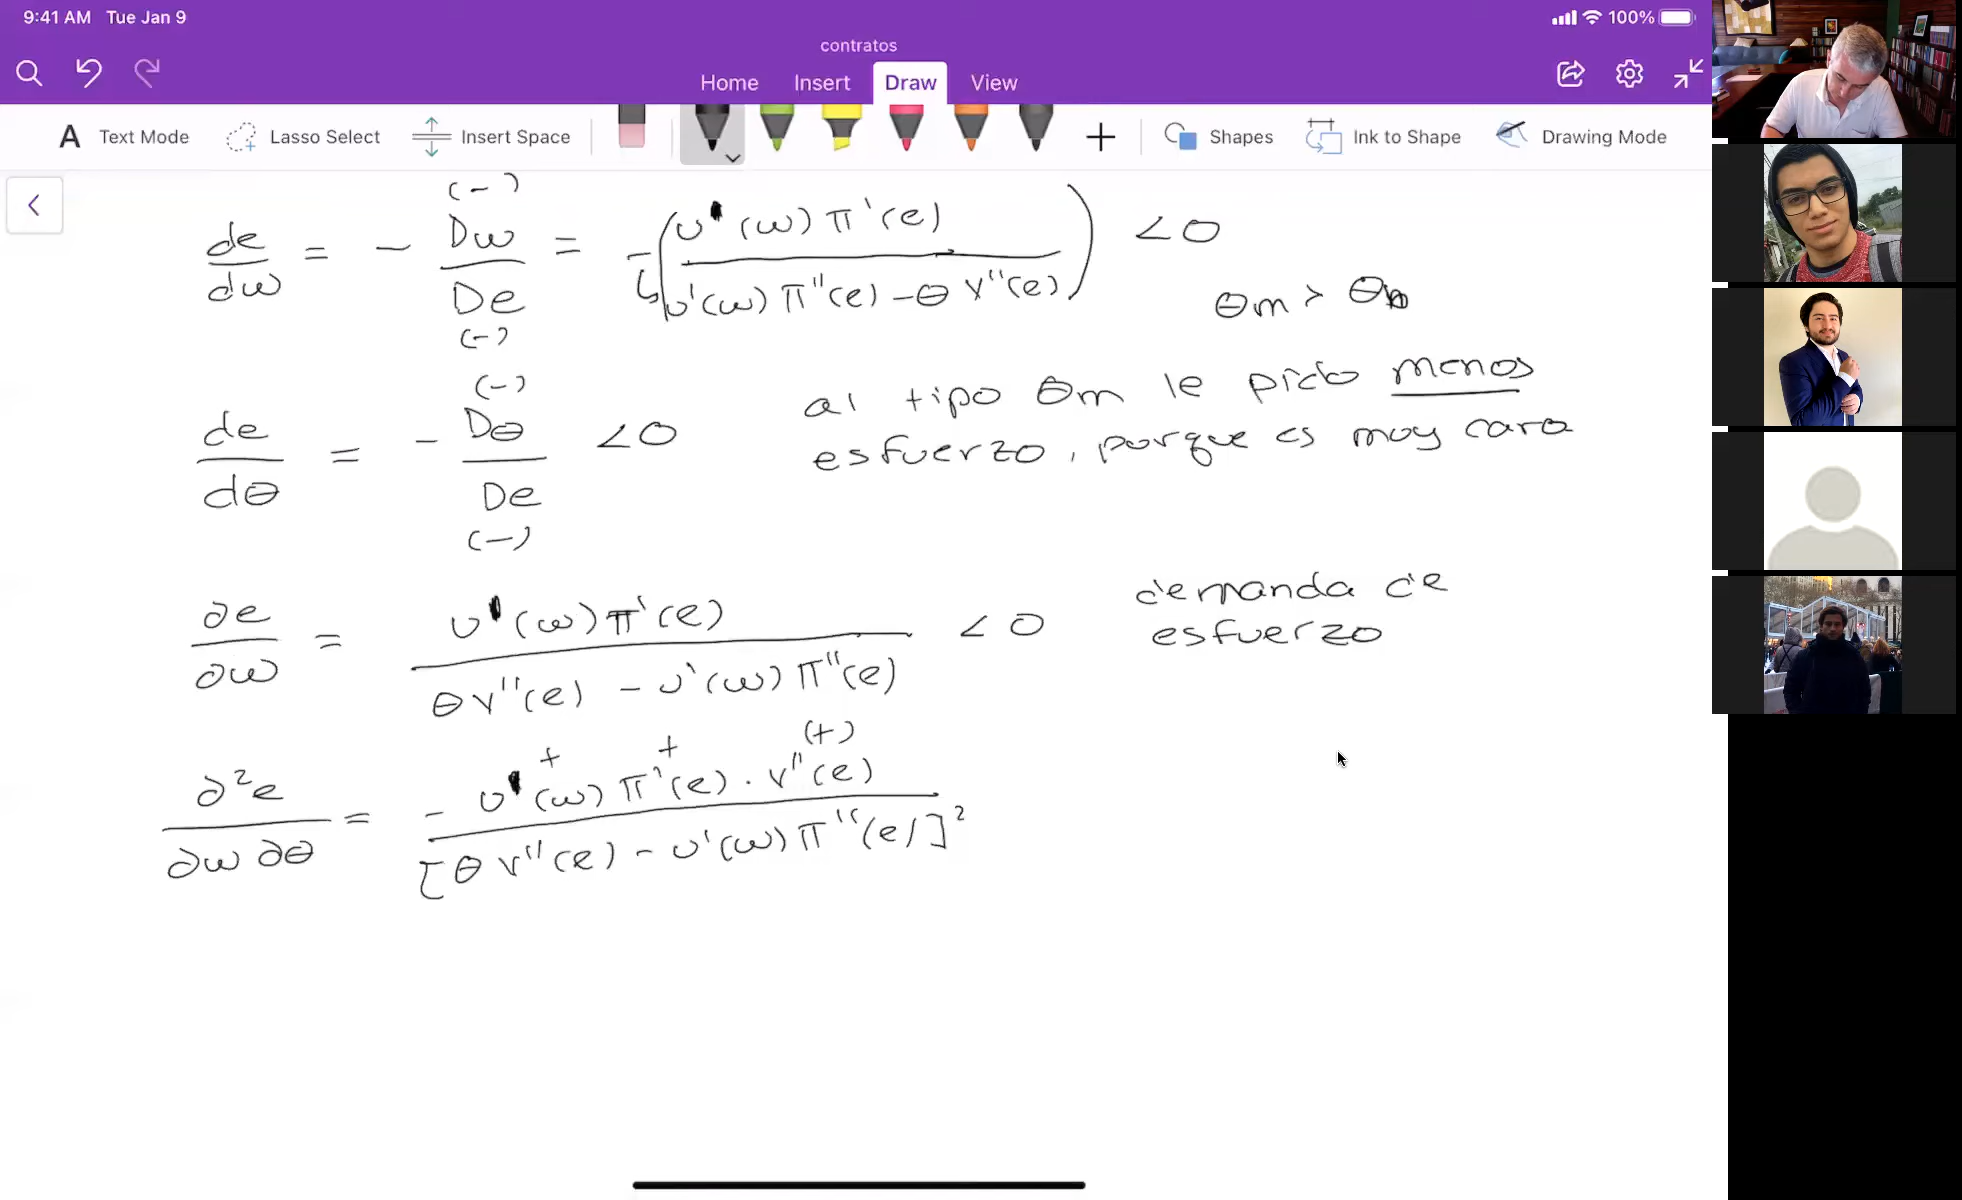 9:41 AM Tue Jan 9
100%
contratos
Home Insert Draw View
A Text Mode Lasso Select Insert Space Shapes Ink to Shape Drawing Mode
(-)
de/dw = - Dw/De = -(u'(w) π'(e) / u'(w) π''(e) - θ v''(e)) < 0
(-)
θm > θb
(-)
de/dθ = - Dθ/De < 0
(-)
al tipo θm le pido menos
esfuerzo, porque es muy caro
∂e/∂w = u'(w) π'(e) / θ v''(e) - u'(w) π''(e) < 0
demanda de
esfuerzo
+ + (+)
∂²e/∂w ∂θ = - u'(w) π'(e) · v''(e) / [θ v''(e) - u'(w) π''(e)]²